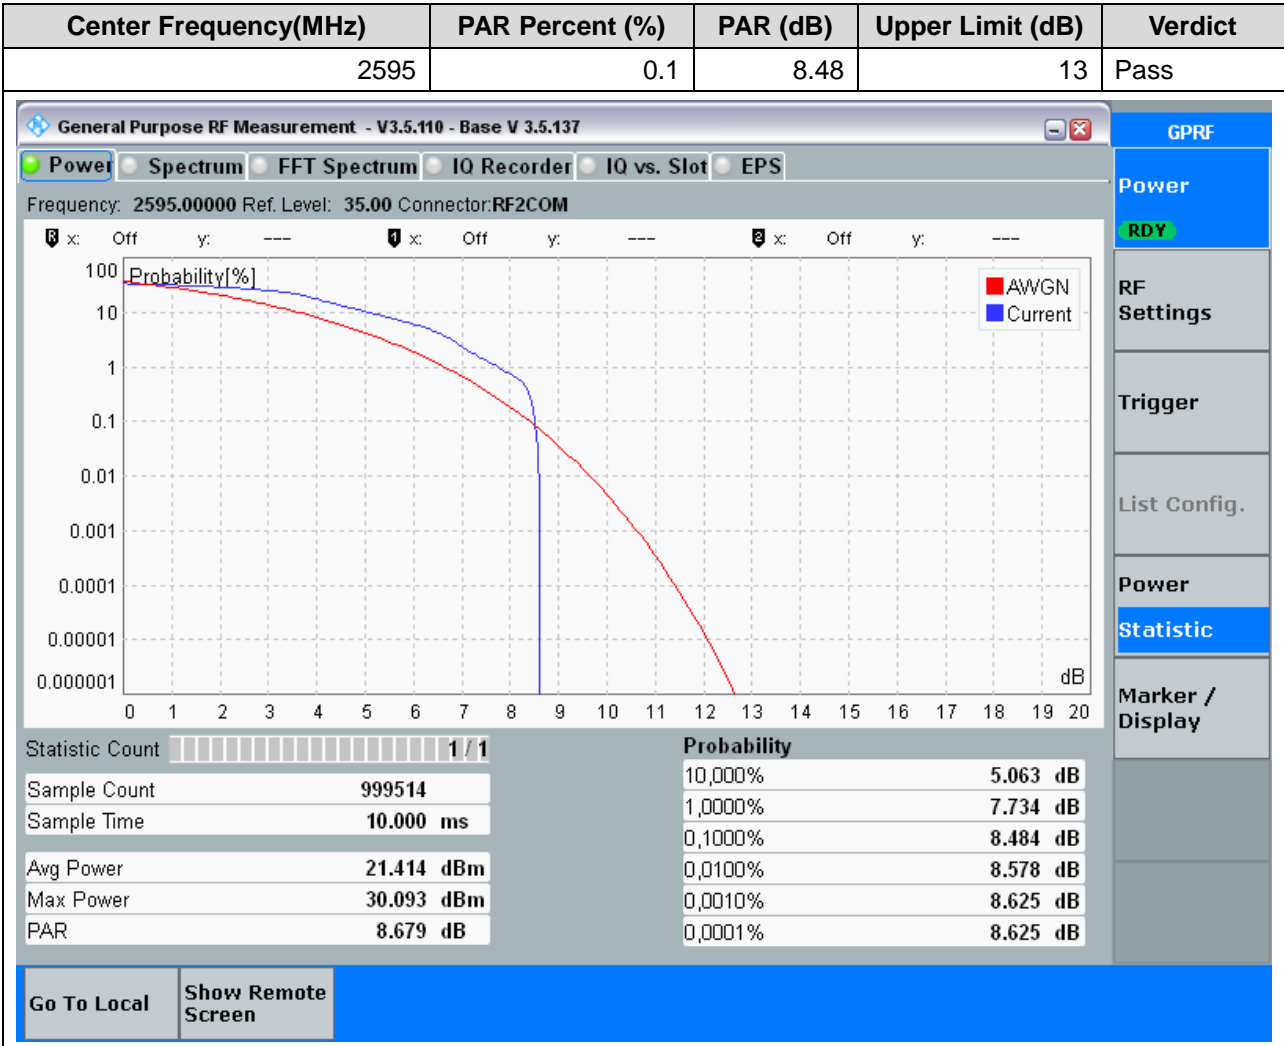 Center Frequency(MHz) PAR Percent (%) PAR (dB) Upper Limit (dB) Verdict
2595 0.1 8.48 13 Pass
General Purpose RF Measurement - V3.5.110 - Base V 3.5.137
GPRF
Power Spectrum FFT Spectrum IQ Recorder IQ vs. Slot EPS
Frequency: 2595.00000 Ref. Level: 35.00 Connector:RF2COM
R x: Off y: --- 1 x: Off y: --- 2 x: Off y: ---
Probability[%]
100
10
1
0.1
0.01
0.001
0.0001
0.00001
0.000001
AWGN
Current
dB
0 1 2 3 4 5 6 7 8 9 10 11 12 13 14 15 16 17 18 19 20
Statistic Count 1 / 1
Sample Count 999514
Sample Time 10.000 ms
Avg Power 21.414 dBm
Max Power 30.093 dBm
PAR 8.679 dB
Probability
10,000% 5.063 dB
1,0000% 7.734 dB
0,1000% 8.484 dB
0,0100% 8.578 dB
0,0010% 8.625 dB
0,0001% 8.625 dB
Power
RDY
RF
Settings
Trigger
List Config.
Power
Statistic
Marker /
Display
Go To Local
Show Remote
Screen